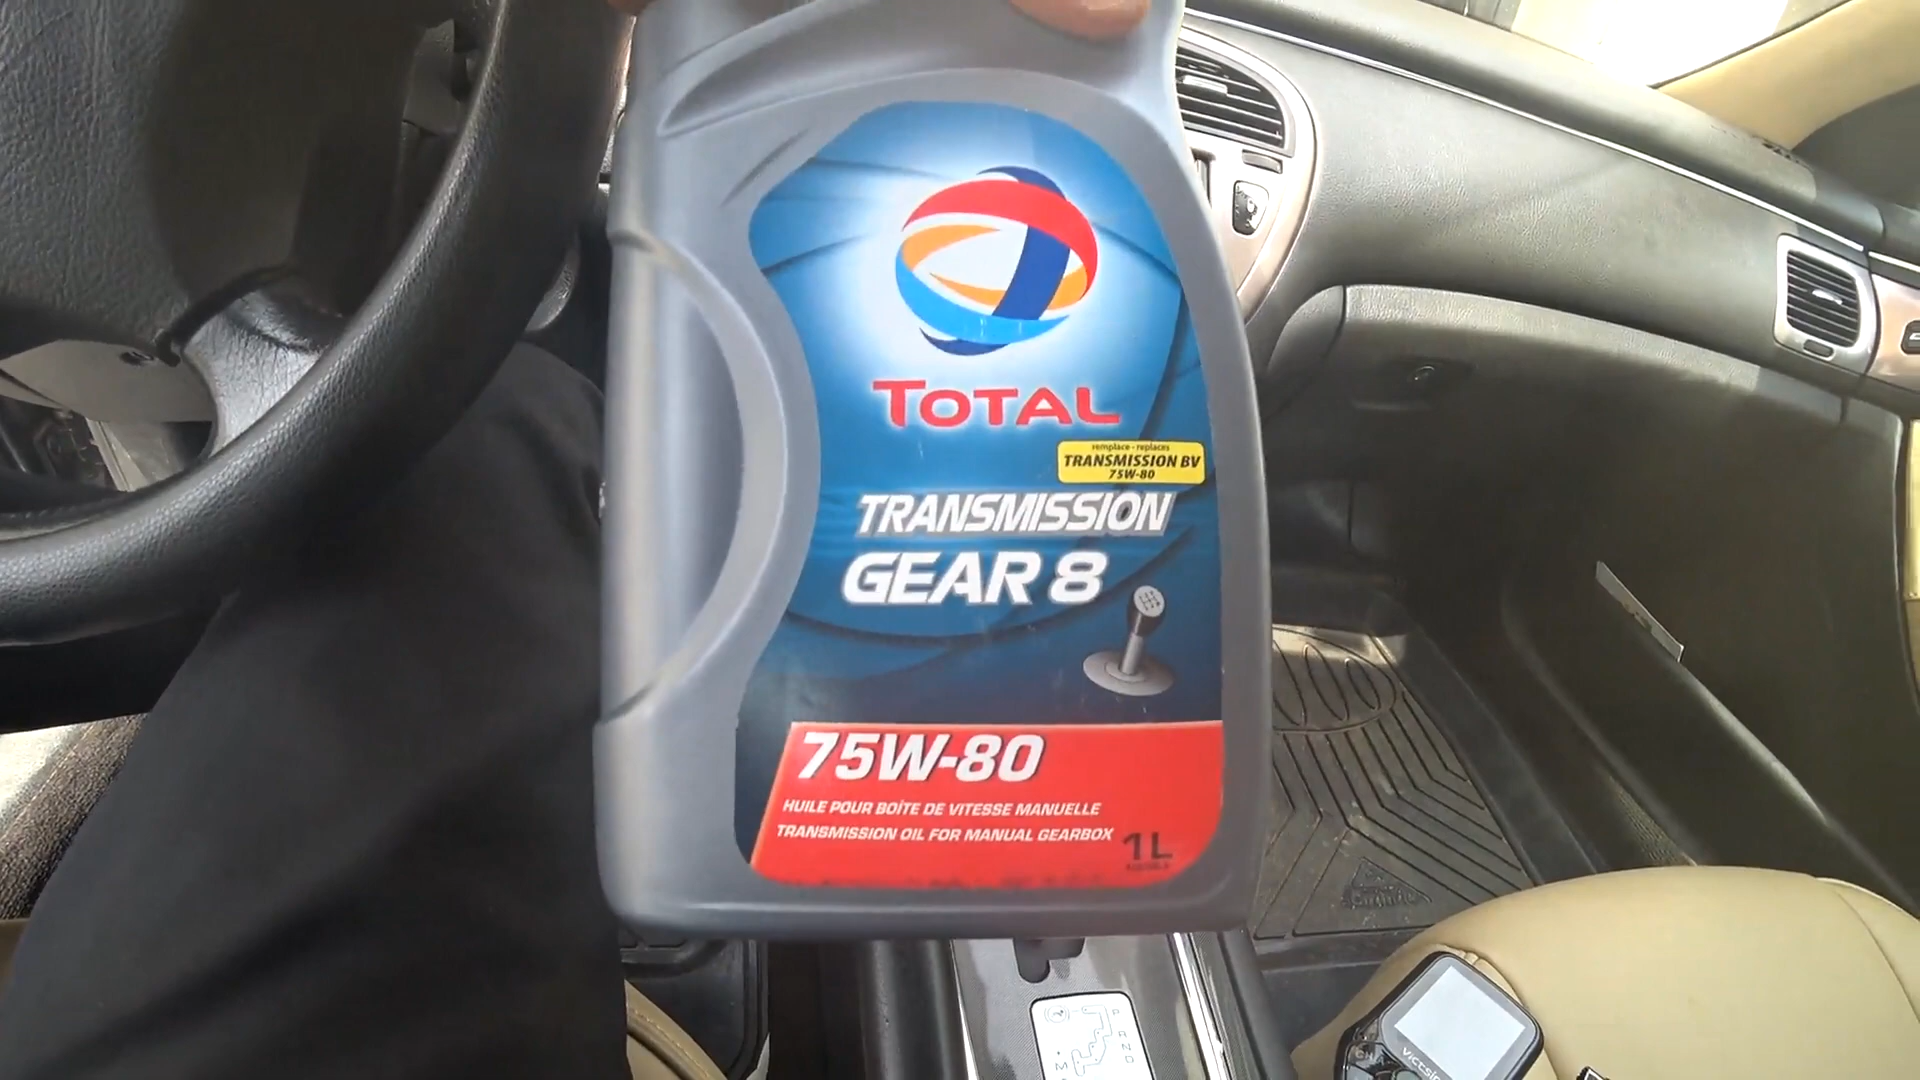 TOTAL
remplace - replaces
TRANSMISSION BV
75W-80
TRANSMISSION
GEAR 8
75W-80
HUILE POUR BOÎTE DE VITESSE MANUELLE
TRANSMISSION OIL FOR MANUAL GEARBOX
1L
P
R
N
D
M